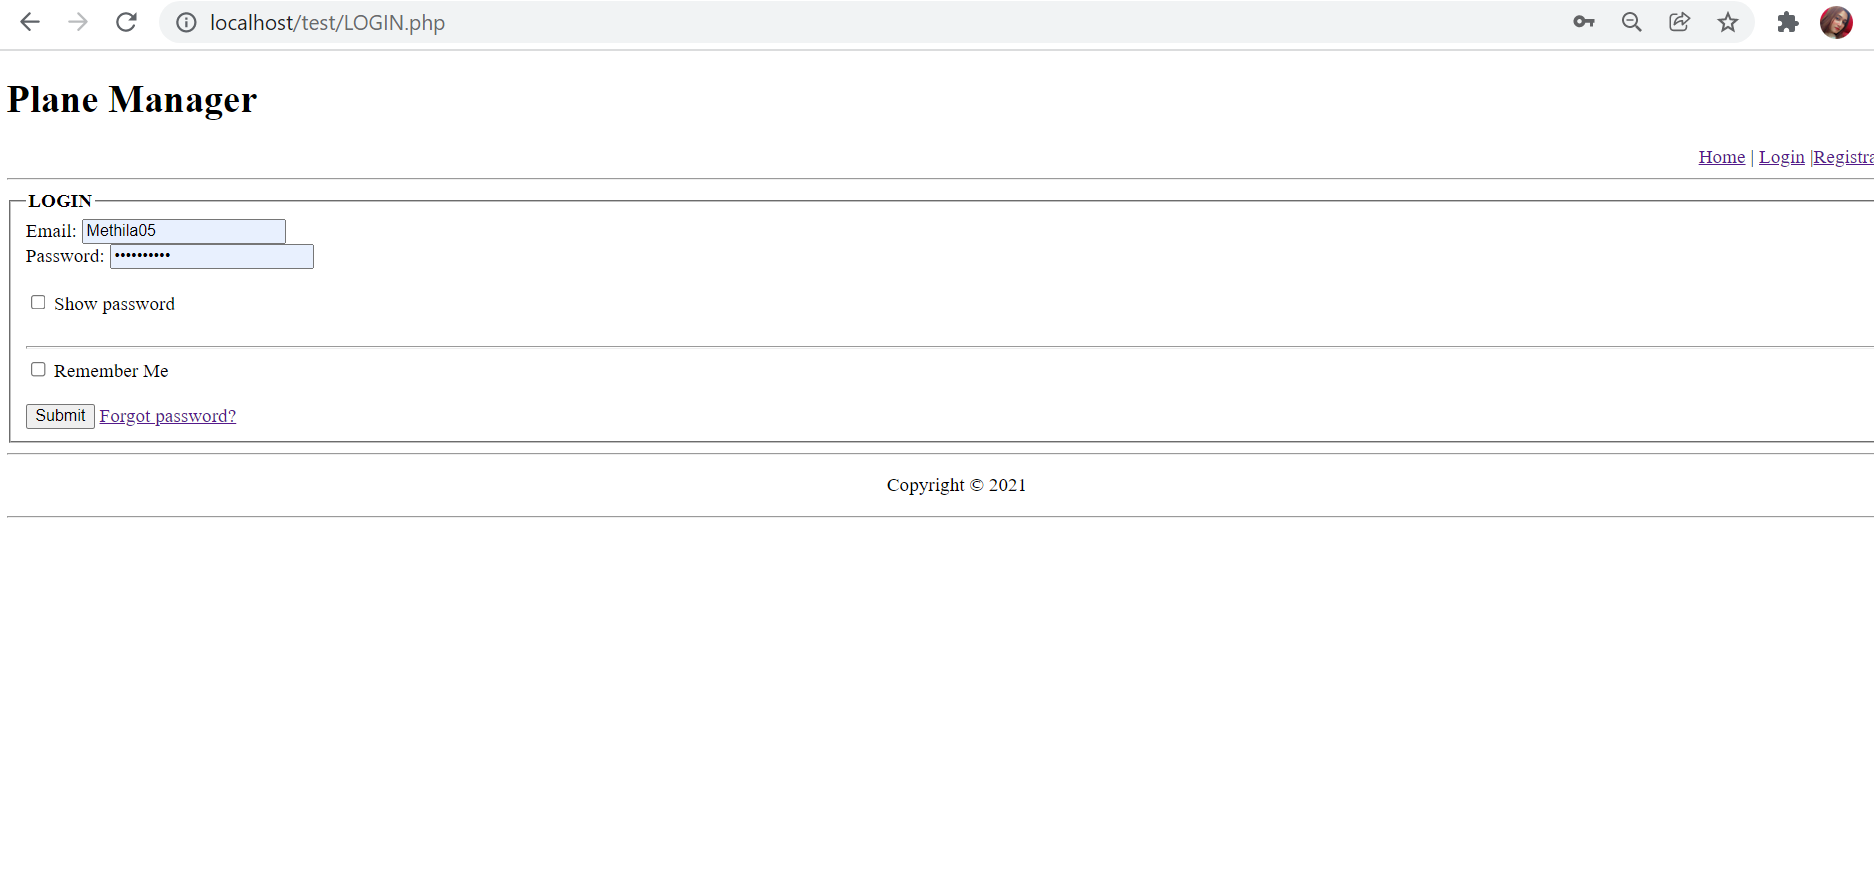 localhost/test/LOGIN.php
Plane Manager
Home | Login |Registra
LOGIN
Email: Methila05
Password: ••••••••••
Show password
Remember Me
Submit Forgot password?
Copyright © 2021